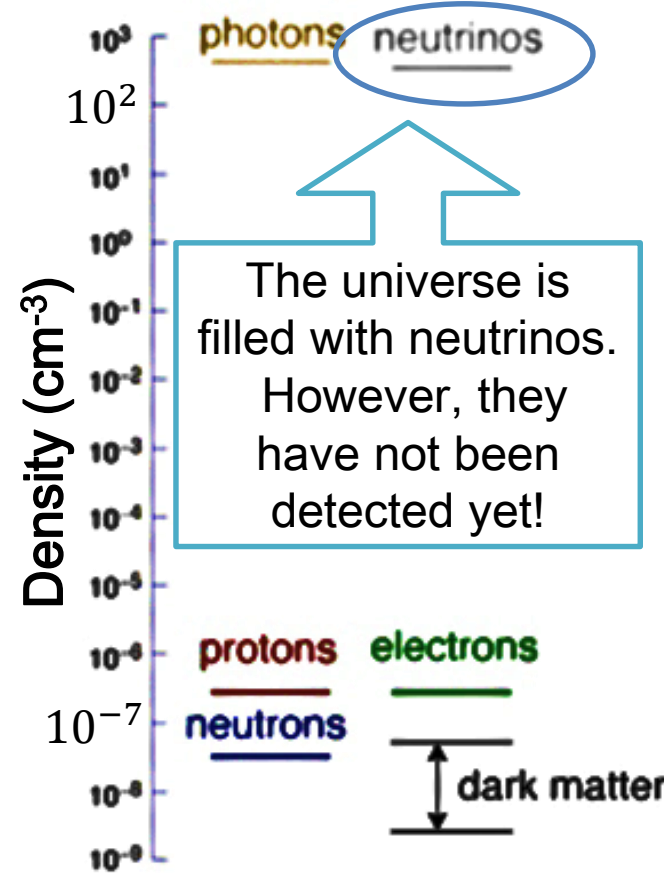 10³
photons
neutrinos
10²
10¹
10⁰
10⁻¹
10⁻²
10⁻³
10⁻⁴
10⁻⁵
10⁻⁶
10⁻⁷
10⁻⁸
10⁻⁹
Density (cm⁻³)
The universe is
filled with neutrinos.
However, they
have not been
detected yet!
protons
electrons
neutrons
dark matter